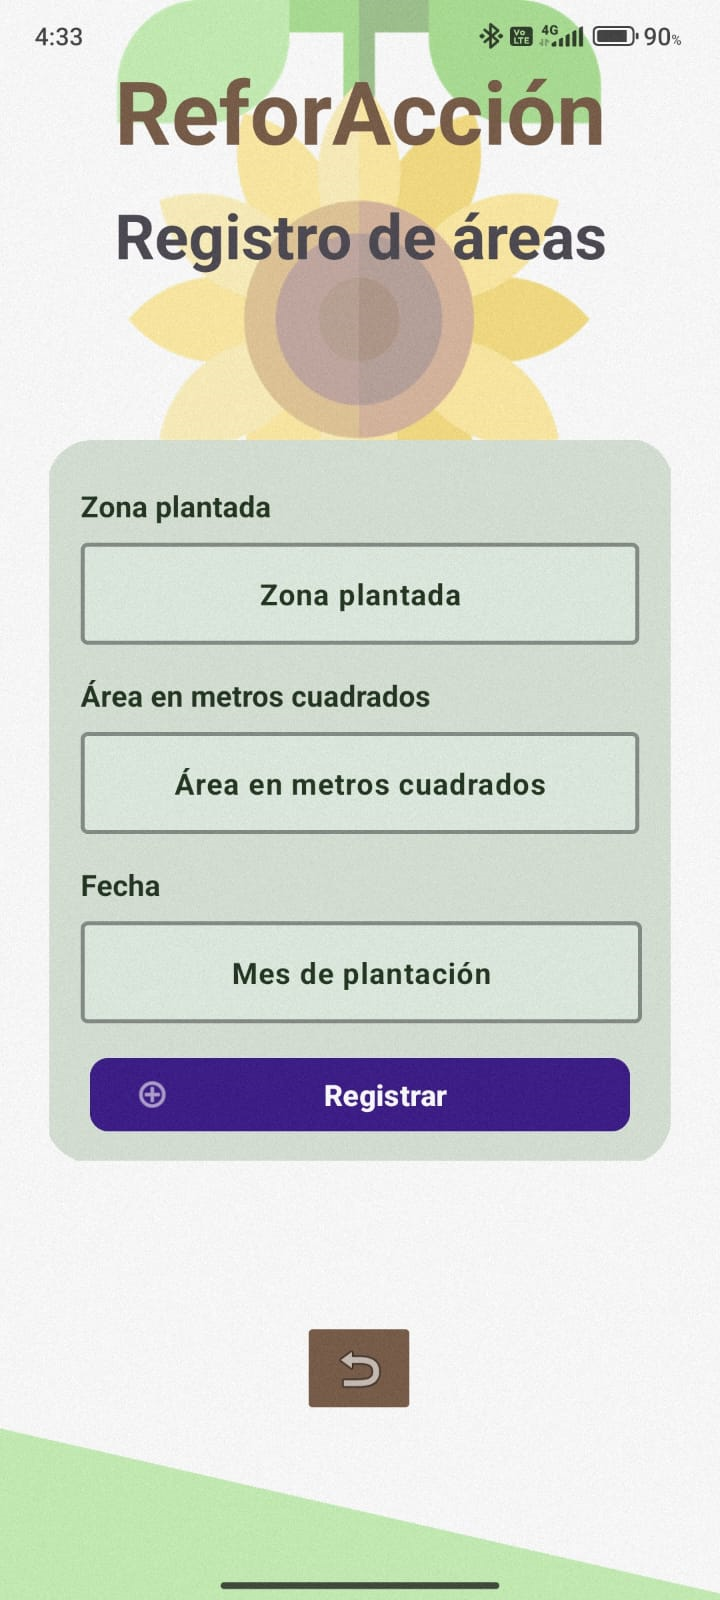 4:33
Vo LTE 4G 90%
ReforAcción
Registro de áreas
Zona plantada
Zona plantada
Área en metros cuadrados
Área en metros cuadrados
Fecha
Mes de plantación
Registrar